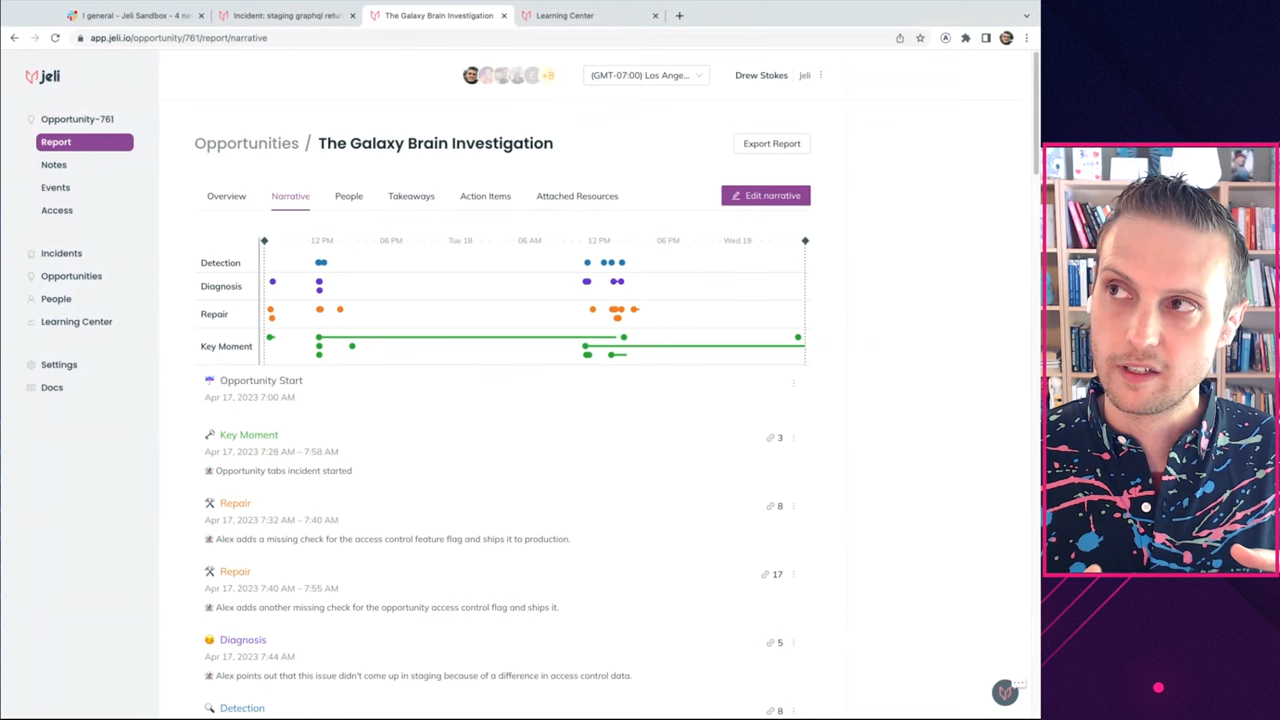 ! general - Jeli Sandbox - 4 ne
Incident: staging graphql retur
The Galaxy Brain Investigation
Learning Center
app.jeli.io/opportunity/761/report/narrative
jeli
+8
(GMT-07:00) Los Ange...
Drew Stokes
Jeli
Opportunity-761
Report
Notes
Events
Access
Incidents
Opportunities
People
Learning Center
Settings
Docs
Opportunities / The Galaxy Brain Investigation
Export Report
Overview
Narrative
People
Takeaways
Action Items
Attached Resources
Edit narrative
12 PM
06 PM
Tue 18
06 AM
12 PM
06 PM
Wed 19
Detection
Diagnosis
Repair
Key Moment
Opportunity Start
Apr 17, 2023 7:00 AM
Key Moment
3
Apr 17, 2023 7:28 AM – 7:58 AM
Opportunity tabs incident started
Repair
8
Apr 17, 2023 7:32 AM – 7:40 AM
Alex adds a missing check for the access control feature flag and ships it to production.
Repair
17
Apr 17, 2023 7:40 AM – 7:55 AM
Alex adds another missing check for the opportunity access control flag and ships it.
Diagnosis
5
Apr 17, 2023 7:44 AM
Alex points out that this issue didn't come up in staging because of a difference in access control data.
Detection
8